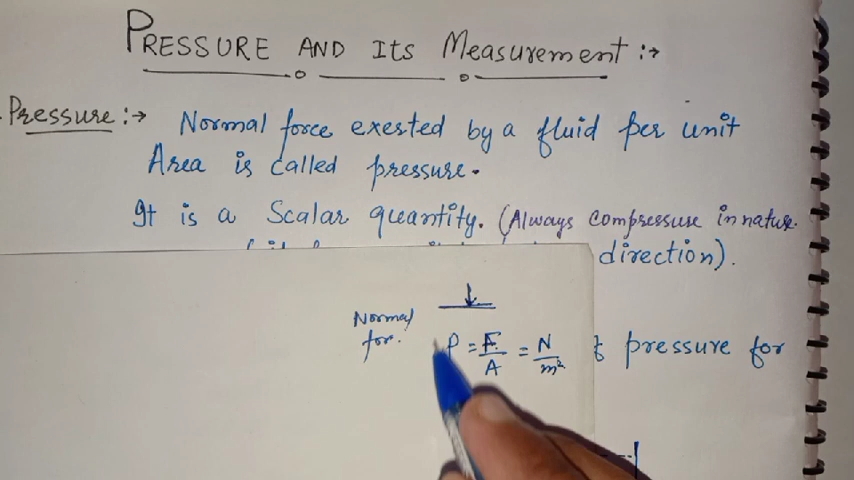 PRESSURE AND Its Measurement :→
Pressure :→ Normal force exested by a fluid per unit
Area is called pressure.
It is a Scalar quantity. (Always compressure in nature.
direction).
Normal
for.
P = F/A = N/m²
pressure for